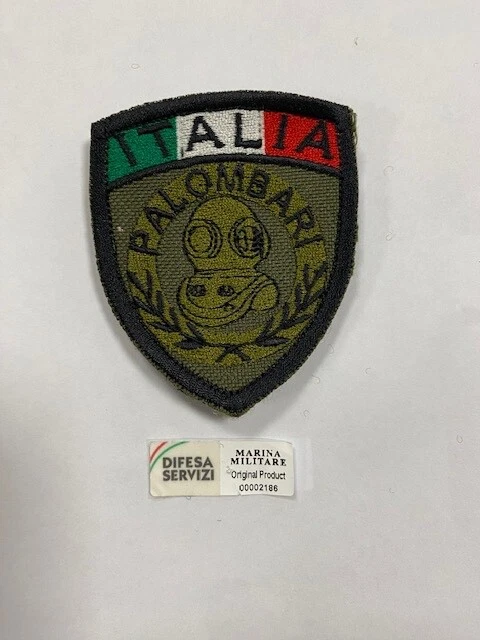 ITALIA
PALOMBARI
DIFESA
SERVIZI
MARINA
MILITARE
Original Product
00002186